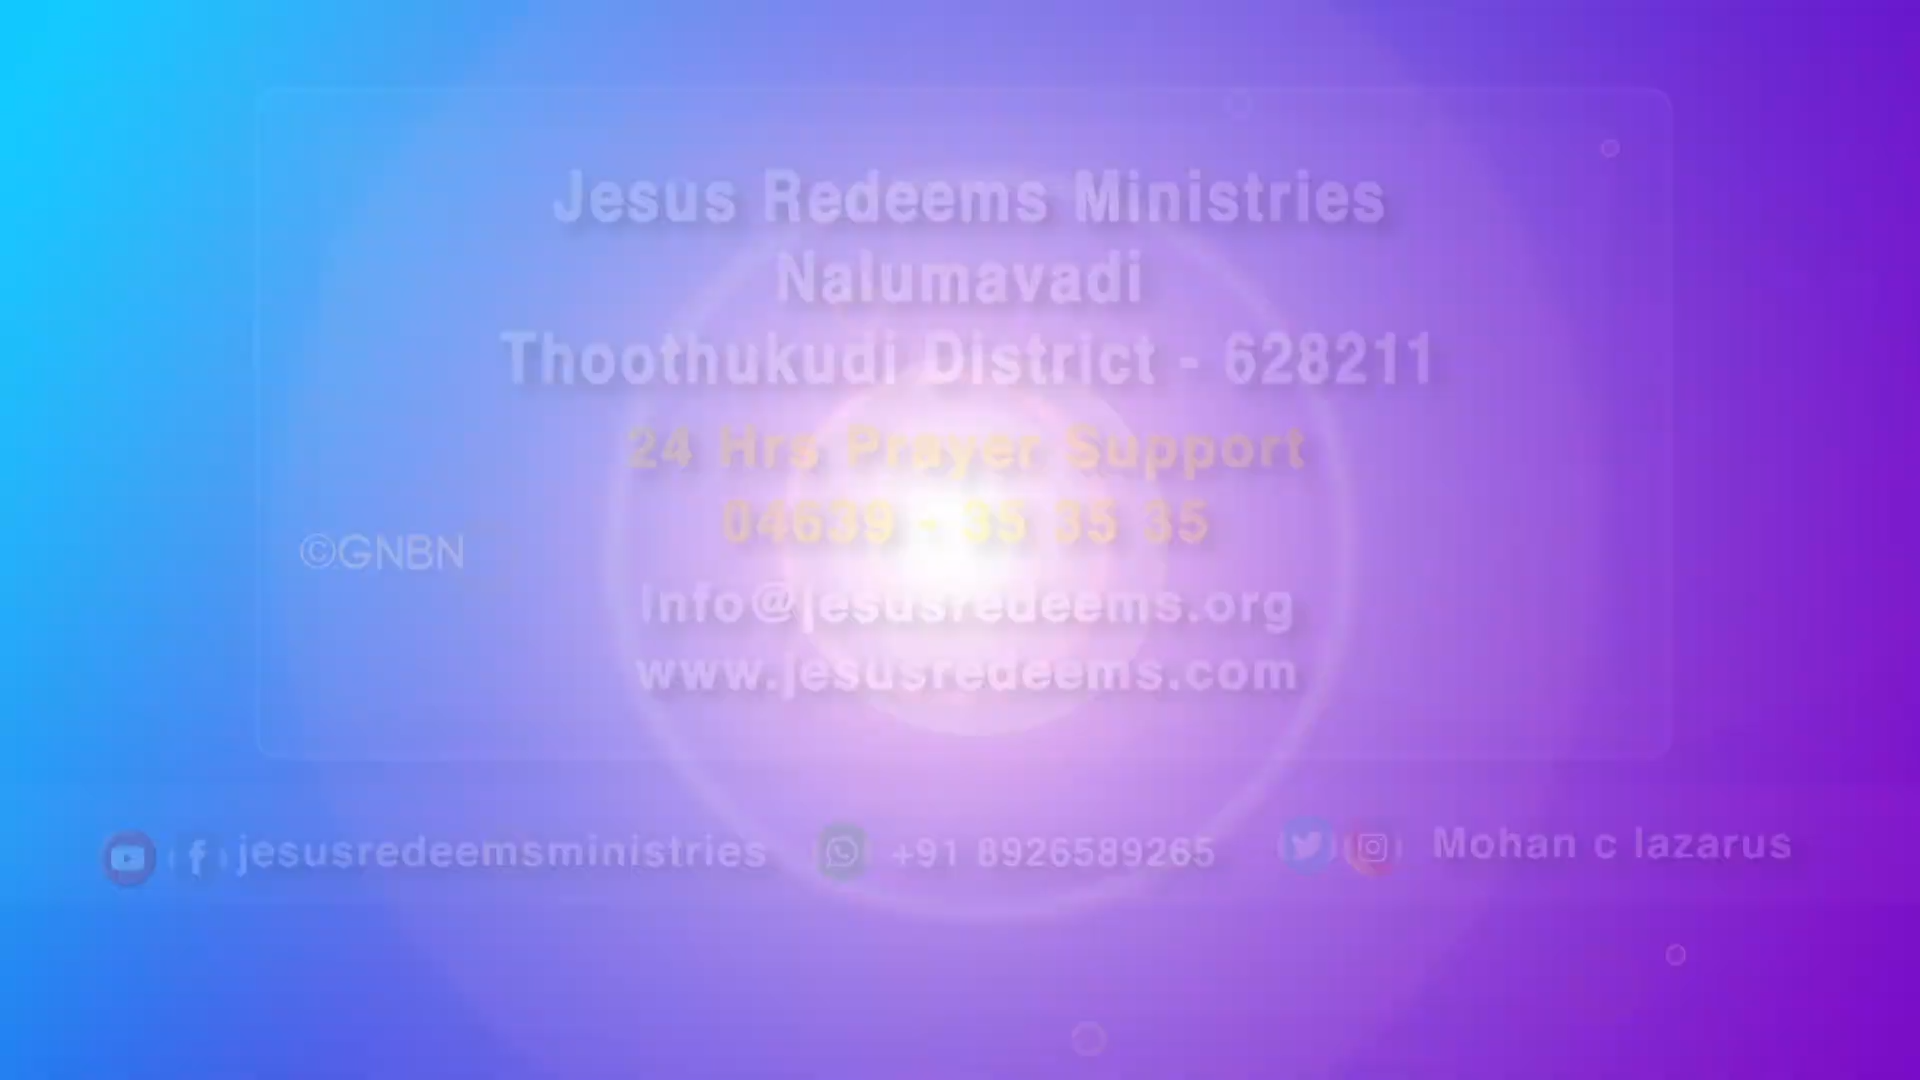 Jesus Redeems Ministries
Nalumavadi
Thoothukudi District - 628211
24 Hrs Prayer Support
04639 - 35 35 35
©GNBN
info@jesusredeems.org
www.jesusredeems.com
jesusredeemsministries +91 8926589265 Mohan c lazarus